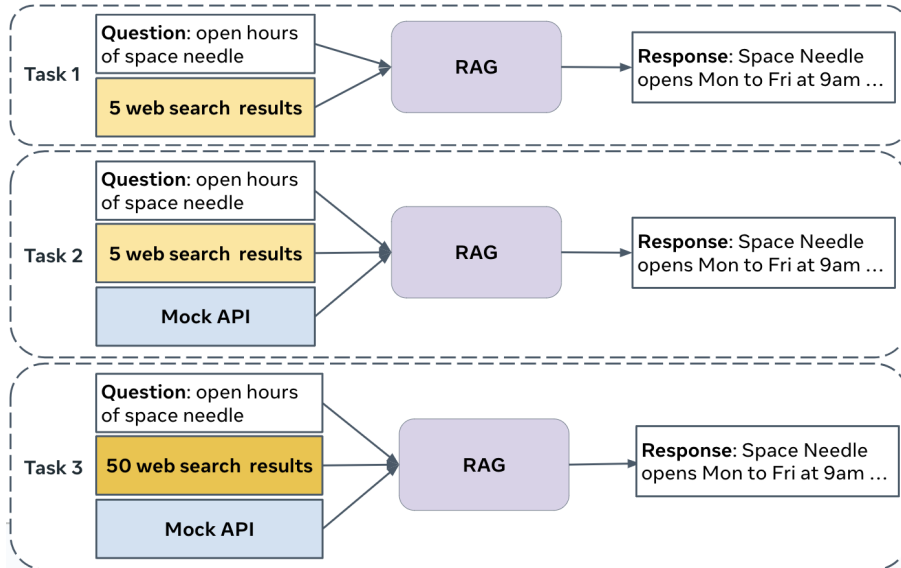 Task 1
Question: open hours
of space needle
5 web search results
RAG
Response: Space Needle
opens Mon to Fri at 9am ...
Task 2
Question: open hours
of space needle
5 web search results
Mock API
RAG
Response: Space Needle
opens Mon to Fri at 9am ...
Task 3
Question: open hours
of space needle
50 web search results
Mock API
RAG
Response: Space Needle
opens Mon to Fri at 9am ...